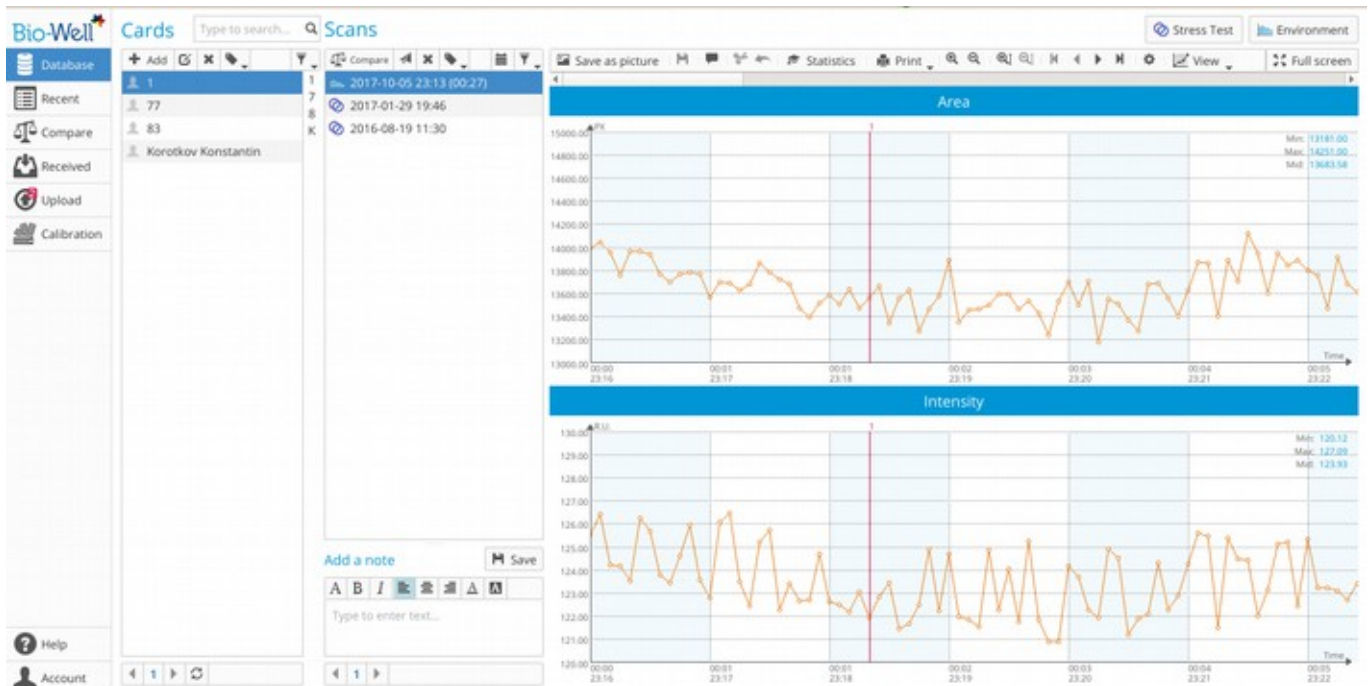 Bio-Well
Database
Recent
Compare
Received
Upload
Calibration
Help
Account
Cards
Type to search...
Add
1
77
83
Korotkov Konstantin
1
7
8
K
1
Scans
Compare
2017-10-05 23:13 (00:27)
2017-01-29 19:46
2016-08-19 11:30
Add a note
Save
A B I A A
Type to enter text...
1
Stress Test
Environment
Save as picture
Statistics
Print
View
Full screen
Area
PX
1
Min: 13181.00
Max: 14251.00
Mid: 13683.58
15000.00
14800.00
14600.00
14400.00
14200.00
14000.00
13800.00
13600.00
13400.00
13200.00
13000.00
Time
00:00 00:01 00:01 00:02 00:03 00:04 00:05
23:16 23:17 23:18 23:19 23:20 23:21 23:22
Intensity
R.U.
1
Min: 120.12
Max: 127.09
Mid: 123.93
130.00
129.00
128.00
127.00
126.00
125.00
124.00
123.00
122.00
121.00
120.00
Time
00:00 00:01 00:01 00:02 00:03 00:04 00:05
23:16 23:17 23:18 23:19 23:20 23:21 23:22